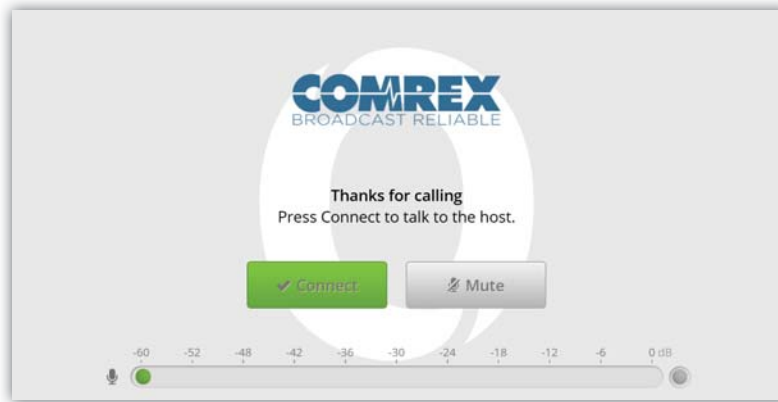 COMREX
BROADCAST RELIABLE
Thanks for calling
Press Connect to talk to the host.
Connect Mute
-60 -52 -48 -42 -36 -30 -24 -18 -12 -6 0 dB